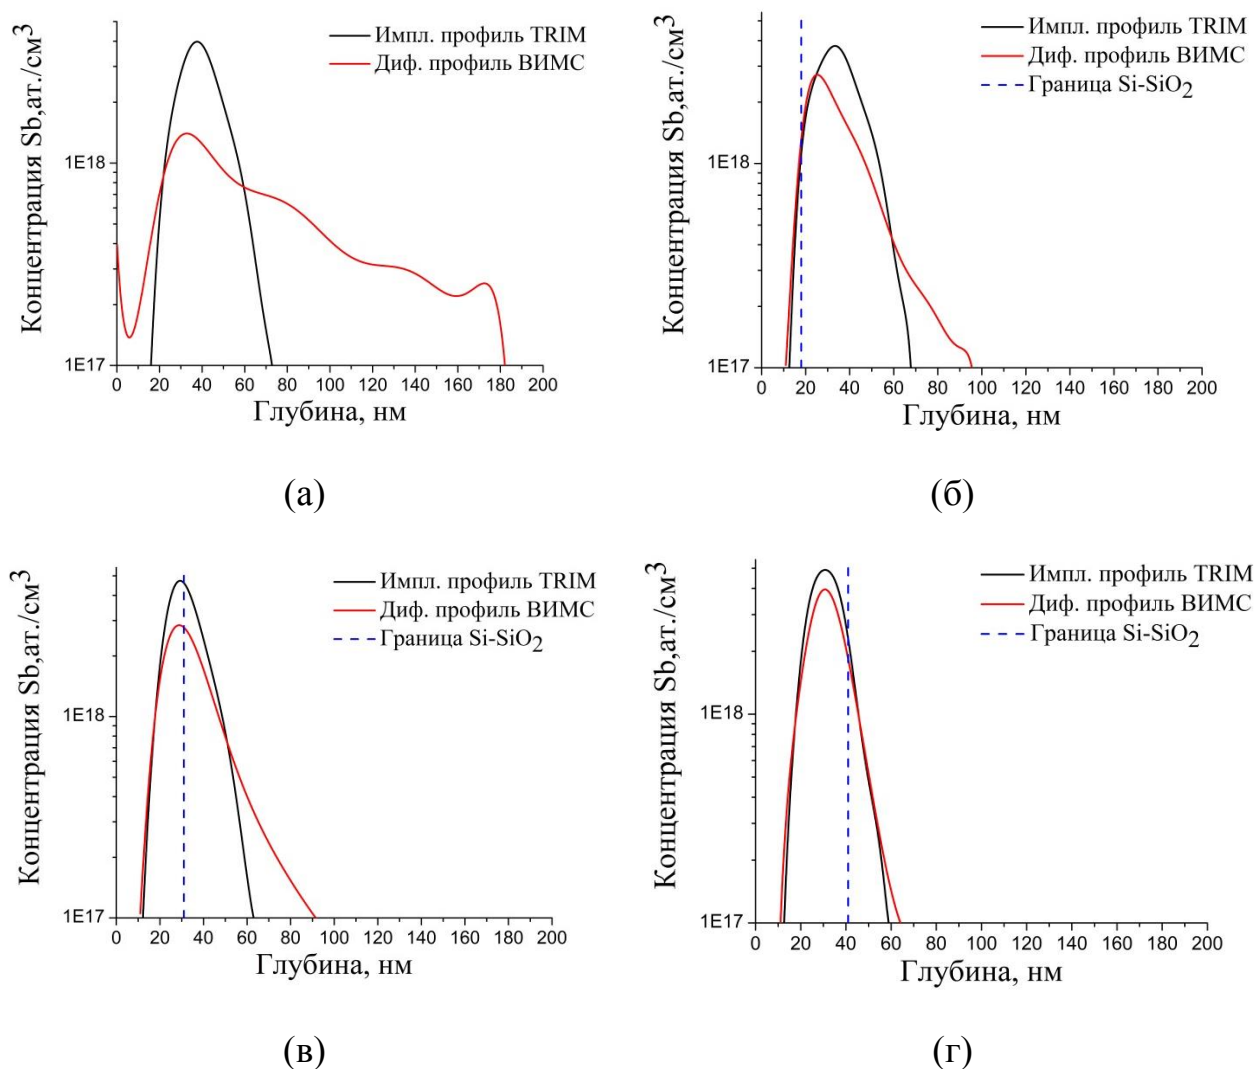 Импл. профиль TRIM
Диф. профиль ВИМС
Концентрация Sb,ат./см3
1E18
1E17
0 20 40 60 80 100 120 140 160 180 200
Глубина, нм
(а)
Импл. профиль TRIM
Диф. профиль ВИМС
Граница Si-SiO2
Концентрация Sb,ат./см3
1E18
1E17
0 20 40 60 80 100 120 140 160 180 200
Глубина, нм
(б)
Импл. профиль TRIM
Диф. профиль ВИМС
Граница Si-SiO2
Концентрация Sb,ат./см3
1E18
1E17
0 20 40 60 80 100 120 140 160 180 200
Глубина, нм
(в)
Импл. профиль TRIM
Диф. профиль ВИМС
Граница Si-SiO2
Концентрация Sb,ат./см3
1E18
1E17
0 20 40 60 80 100 120 140 160 180 200
Глубина, нм
(г)